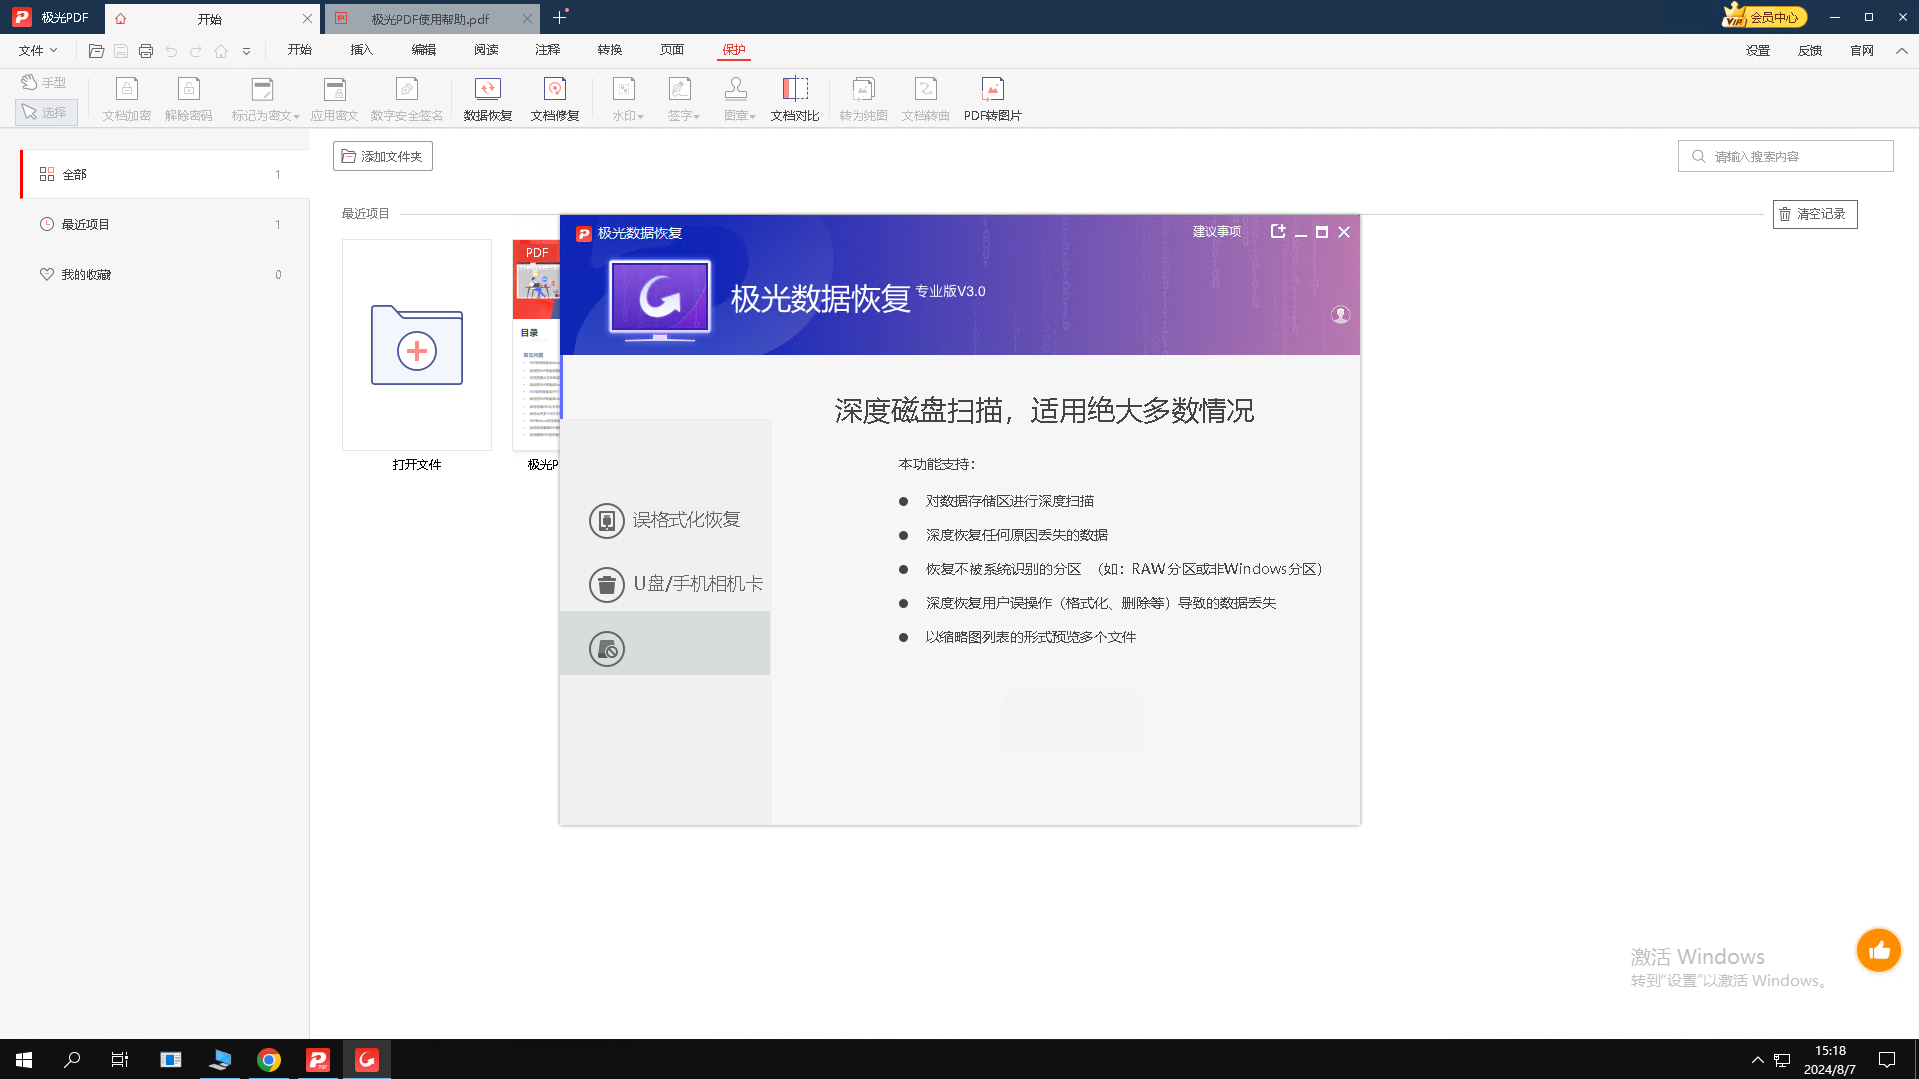 极光PDF
开始
极光PDF使用帮助.pdf
VIP 会员中心
文件
开始
插入
编辑
阅读
注释
转换
页面
保护
设置
反馈
官网
手型
选择
文档加密
解除密码
标记为密文
应用密文
数字安全签名
数据恢复
文档修复
水印
签字
图章
文档对比
转为纯图
文档转曲
PDF转图片
全部 1
最近项目 1
我的收藏 0
添加文件夹
请输入搜索内容
最近项目
清空记录
打开文件
PDF
目录
常见问题
极光P
极光数据恢复
建议事项
极光数据恢复 专业版V3.0
误格式化恢复
U盘/手机相机卡
深度磁盘扫描，适用绝大多数情况
本功能支持：
对数据存储区进行深度扫描
深度恢复任何原因丢失的数据
恢复不被系统识别的分区 （如：RAW分区或非Windows分区）
深度恢复用户误操作（格式化、删除等）导致的数据丢失
以缩略图列表的形式预览多个文件
激活 Windows
转到“设置”以激活 Windows。
15:18
2024/8/7